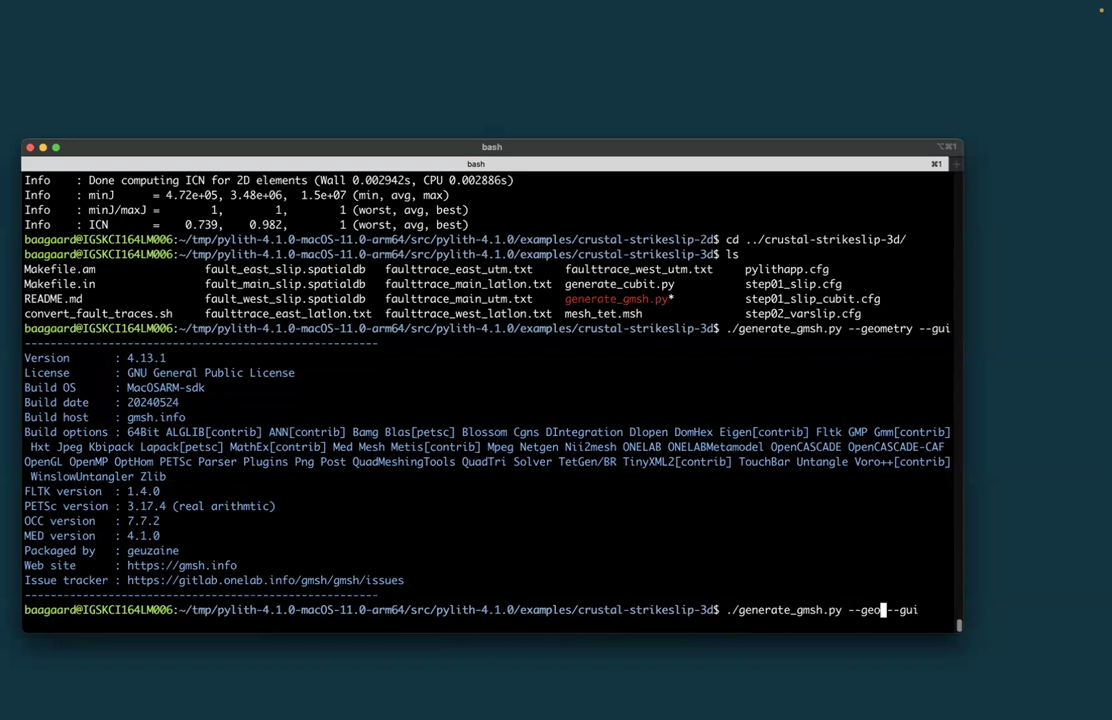 bash
⌥⌘1
bash
⌘1
+
Info    : Done computing ICN for 2D elements (Wall 0.002942s, CPU 0.002886s)
Info    : minJ      = 4.72e+05, 3.48e+06,  1.5e+07 (min, avg, max)
Info    : minJ/maxJ =        1,        1,        1 (worst, avg, best)
Info    : ICN       =    0.739,    0.982,        1 (worst, avg, best)
baagaard@IGSKCI164LM006:~/tmp/pylith-4.1.0-macOS-11.0-arm64/src/pylith-4.1.0/examples/crustal-strikeslip-2d$ cd ../crustal-strikeslip-3d/
baagaard@IGSKCI164LM006:~/tmp/pylith-4.1.0-macOS-11.0-arm64/src/pylith-4.1.0/examples/crustal-strikeslip-3d$ ls
Makefile.am fault_east_slip.spatialdb faulttrace_east_utm.txt faulttrace_west_utm.txt pylithapp.cfg
Makefile.in fault_main_slip.spatialdb faulttrace_main_latlon.txt generate_cubit.py step01_slip.cfg
README.md fault_west_slip.spatialdb faulttrace_main_utm.txt generate_gmsh.py* step01_slip_cubit.cfg
convert_fault_traces.sh faulttrace_east_latlon.txt faulttrace_west_latlon.txt mesh_tet.msh step02_varslip.cfg
baagaard@IGSKCI164LM006:~/tmp/pylith-4.1.0-macOS-11.0-arm64/src/pylith-4.1.0/examples/crustal-strikeslip-3d$ ./generate_gmsh.py --geometry --gui
-------------------------------------------------------
Version       : 4.13.1
License       : GNU General Public License
Build OS      : MacOSARM-sdk
Build date    : 20240524
Build host    : gmsh.info
Build options : 64Bit ALGLIB[contrib] ANN[contrib] Bamg Blas[petsc] Blossom Cgns DIntegration Dlopen DomHex Eigen[contrib] Fltk GMP Gmm[contrib]
Hxt Jpeg Kbipack Lapack[petsc] MathEx[contrib] Med Mesh Metis[contrib] Mpeg Netgen Nii2mesh ONELAB ONELABMetamodel OpenCASCADE OpenCASCADE-CAF
OpenGL OpenMP OptHom PETSc Parser Plugins Png Post QuadMeshingTools QuadTri Solver TetGen/BR TinyXML2[contrib] TouchBar Untangle Voro++[contrib]
WinslowUntangler Zlib
FLTK version  : 1.4.0
PETSc version : 3.17.4 (real arithmtic)
OCC version   : 7.7.2
MED version   : 4.1.0
Packaged by   : geuzaine
Web site      : https://gmsh.info
Issue tracker : https://gitlab.onelab.info/gmsh/gmsh/issues
-------------------------------------------------------
baagaard@IGSKCI164LM006:~/tmp/pylith-4.1.0-macOS-11.0-arm64/src/pylith-4.1.0/examples/crustal-strikeslip-3d$ ./generate_gmsh.py --geo --gui